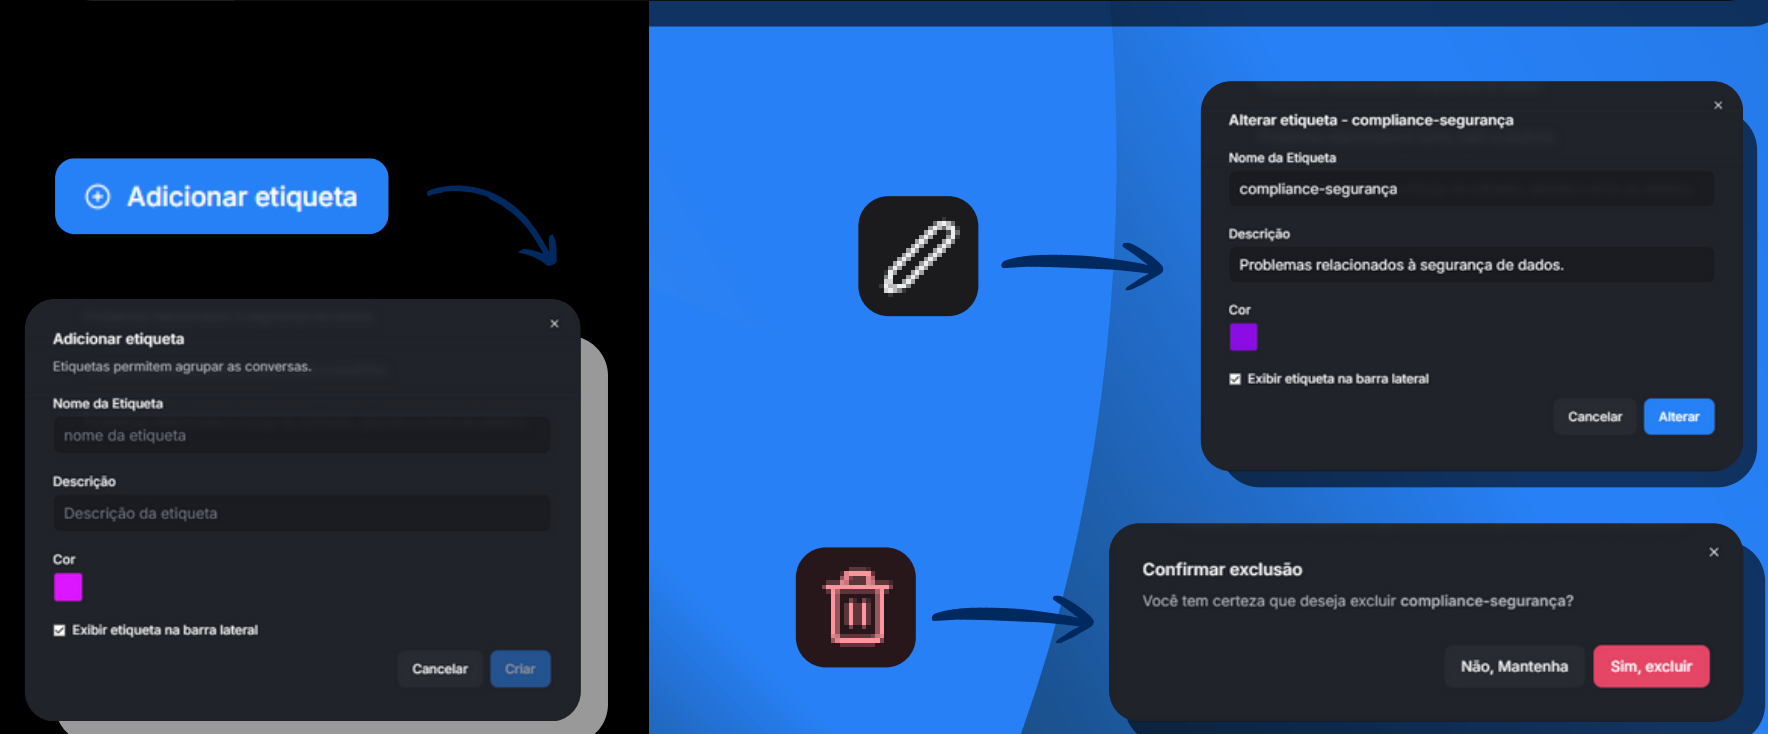 Adicionar etiqueta
Adicionar etiqueta
Etiquetas permitem agrupar as conversas.
Nome da Etiqueta
nome da etiqueta
Descrição
Descrição da etiqueta
Cor
Exibir etiqueta na barra lateral
Cancelar
Criar
Alterar etiqueta - compliance-segurança
Nome da Etiqueta
compliance-segurança
Descrição
Problemas relacionados à segurança de dados.
Cor
Exibir etiqueta na barra lateral
Cancelar
Alterar
Confirmar exclusão
Você tem certeza que deseja excluir compliance-segurança?
Não, Mantenha
Sim, excluir